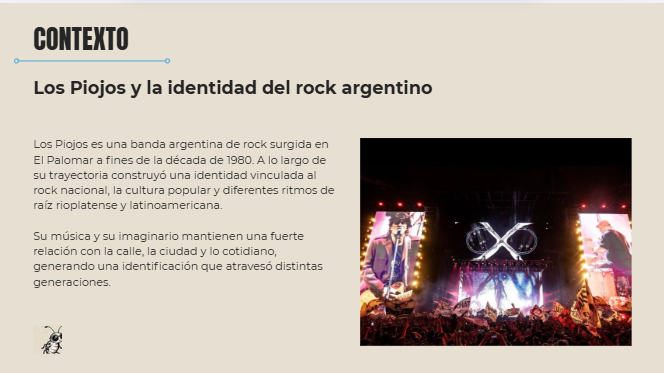 CONTEXTO
Los Piojos y la identidad del rock argentino
Los Piojos es una banda argentina de rock surgida en
El Palomar a fines de la década de 1980. A lo largo de
su trayectoria construyó una identidad vinculada al
rock nacional, la cultura popular y diferentes ritmos de
raíz rioplatense y latinoamericana.
Su música y su imaginario mantienen una fuerte
relación con la calle, la ciudad y lo cotidiano,
generando una identificación que atravesó distintas
generaciones.